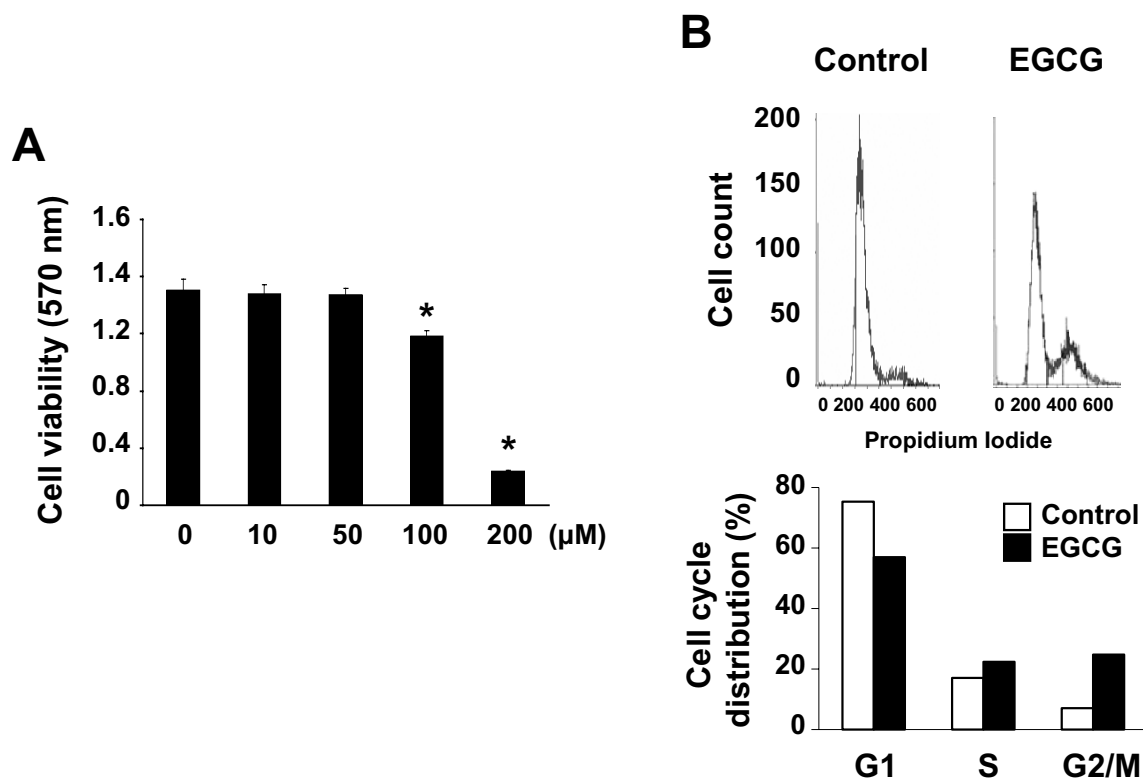 A
Cell viability (570 nm)
1.6
1.4
1.2
0.8
0.4
0
*
*
0 10 50 100 200 (µM)
B
Control EGCG
Cell count
200
150
100
50
0
0 200 400 600 0 200 400 600
Propidium Iodide
Cell cycle
distribution (%)
80
60
40
20
0
Control
EGCG
G1 S G2/M